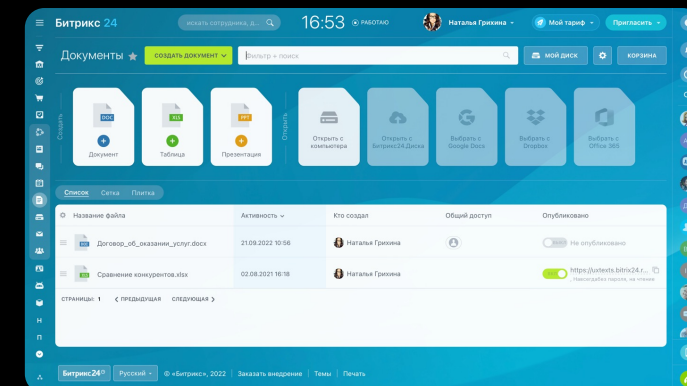 Битрикс 24
искать сотрудника, д...
16:53
РАБОТАЮ
Наталья Грихина
Мой тариф
Пригласить
Документы
СОЗДАТЬ ДОКУМЕНТ
Фильтр + поиск
МОЙ ДИСК
КОРЗИНА
Создать
DOC
Документ
XLS
Таблица
PPT
Презентация
Открыть
Открыть с
компьютера
Открыть с
Битрикс24.Диска
Выбрать с
Google Docs
Выбрать с
Dropbox
Выбрать с
Office 365
Список Сетка Плитка
Название файла Активность Кто создал Общий доступ Опубликовано
DOC Договор_об_оказании_услуг.docx 21.09.2022 10:56 Наталья Грихина Не опубликовано
XLS Сравнение конкурентов.xlsx 02.08.2021 16:18 Наталья Грихина https://uxtexts.bitrix24.r...
, Навсегдабез пароля, на чтение
СТРАНИЦЫ: 1 ПРЕДЫДУЩАЯ СЛЕДУЮЩАЯ
Н
П
Битрикс24 Русский © «Битрикс», 2022 Заказать внедрение Темы Печать